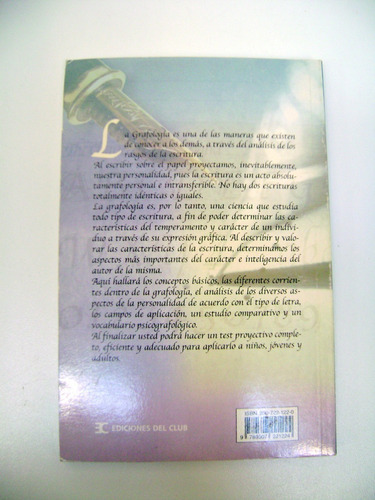 La Grafología es una de las maneras que existen
de conocer a los demás, a través del análisis de los
rasgos de la escritura.
Al escribir sobre el papel proyectamos, inevitablemente,
nuestra personalidad, pues la escritura es un acto absolu-
tamente personal e intransferible. No hay dos escrituras
totalmente idénticas o iguales.
La grafología es, por lo tanto, una ciencia que estudia
todo tipo de escritura, a fin de poder determinar las ca-
racterísticas del temperamento y carácter de un indivi-
duo a través de su expresión gráfica. Al describir y valo-
rar las características de la escritura, determinamos los
aspectos más importantes del carácter e inteligencia del
autor de la misma.
Aquí hallará los conceptos básicos, las diferentes corrien-
tes dentro de la grafología, el análisis de los diversos as-
pectos de la personalidad de acuerdo con el tipo de letra,
los campos de aplicación, un estudio comparativo y un
vocabulario psicografológico.
Al finalizar usted podrá hacer un test proyectivo comple-
to, eficiente y adecuado para aplicarlo a niños, jóvenes y
adultos.
EDICIONES DEL CLUB
ISBN